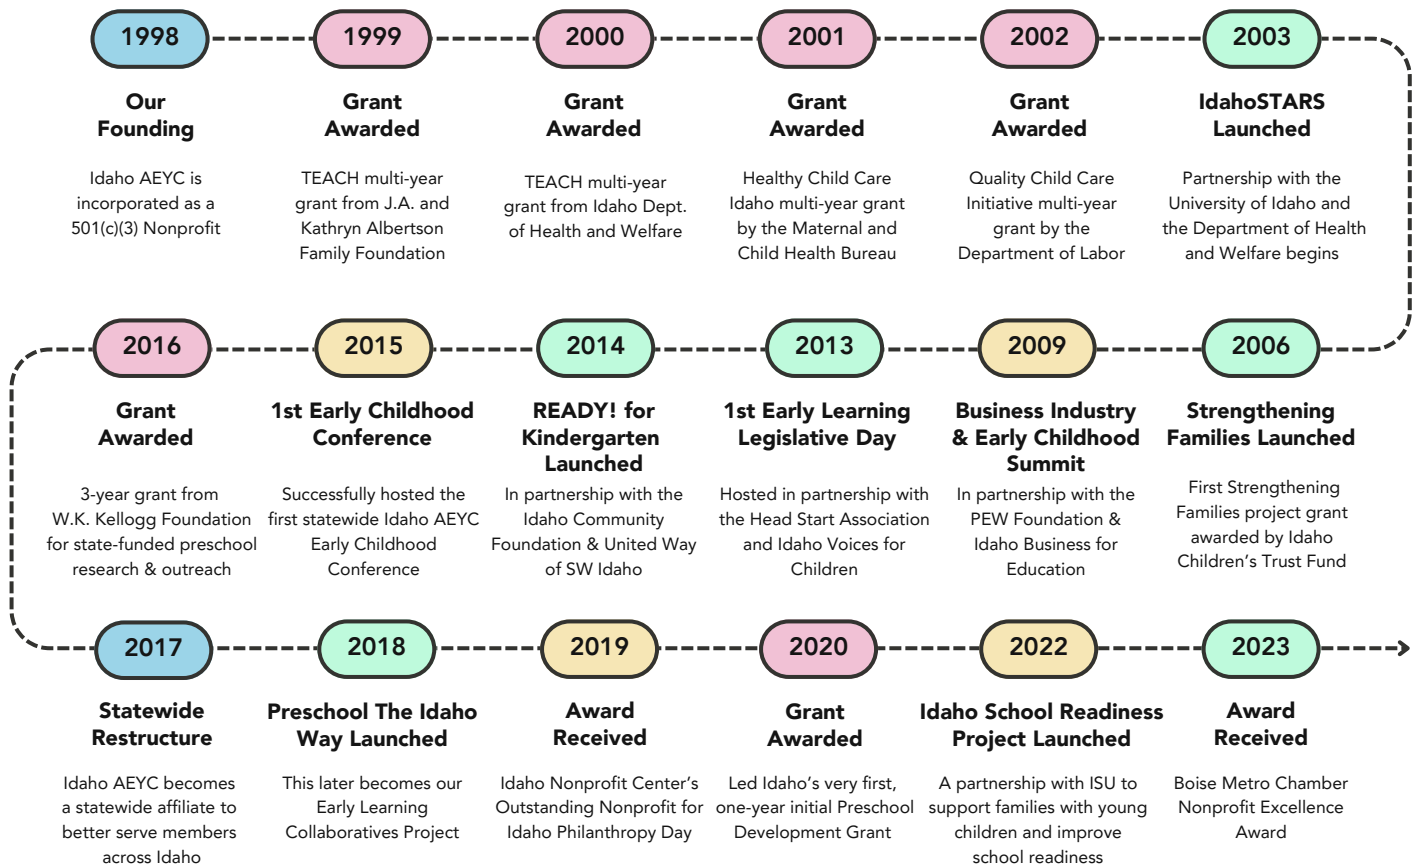 1998
Our
Founding
Idaho AEYC is
incorporated as a
501(c)(3) Nonprofit
1999
Grant
Awarded
TEACH multi-year
grant from J.A. and
Kathryn Albertson
Family Foundation
2000
Grant
Awarded
TEACH multi-year
grant from Idaho Dept.
of Health and Welfare
2001
Grant
Awarded
Healthy Child Care
Idaho multi-year grant
by the Maternal and
Child Health Bureau
2002
Grant
Awarded
Quality Child Care
Initiative multi-year
grant by the
Department of Labor
2003
IdahoSTARS
Launched
Partnership with the
University of Idaho and
the Department of Health
and Welfare begins
2006
Strengthening
Families Launched
First Strengthening
Families project grant
awarded by Idaho
Children's Trust Fund
2009
Business Industry
& Early Childhood
Summit
In partnership with the
PEW Foundation &
Idaho Business for
Education
2013
1st Early Learning
Legislative Day
Hosted in partnership with
the Head Start Association
and Idaho Voices for
Children
2014
READY! for
Kindergarten
Launched
In partnership with the
Idaho Community
Foundation & United Way
of SW Idaho
2015
1st Early Childhood
Conference
Successfully hosted the
first statewide Idaho AEYC
Early Childhood
Conference
2016
Grant
Awarded
3-year grant from
W.K. Kellogg Foundation
for state-funded preschool
research & outreach
2017
Statewide
Restructure
Idaho AEYC becomes
a statewide affiliate to
better serve members
across Idaho
2018
Preschool The Idaho
Way Launched
This later becomes our
Early Learning
Collaboratives Project
2019
Award
Received
Idaho Nonprofit Center's
Outstanding Nonprofit for
Idaho Philanthropy Day
2020
Grant
Awarded
Led Idaho's very first,
one-year initial Preschool
Development Grant
2022
Idaho School Readiness
Project Launched
A partnership with ISU to
support families with young
children and improve
school readiness
2023
Award
Received
Boise Metro Chamber
Nonprofit Excellence
Award